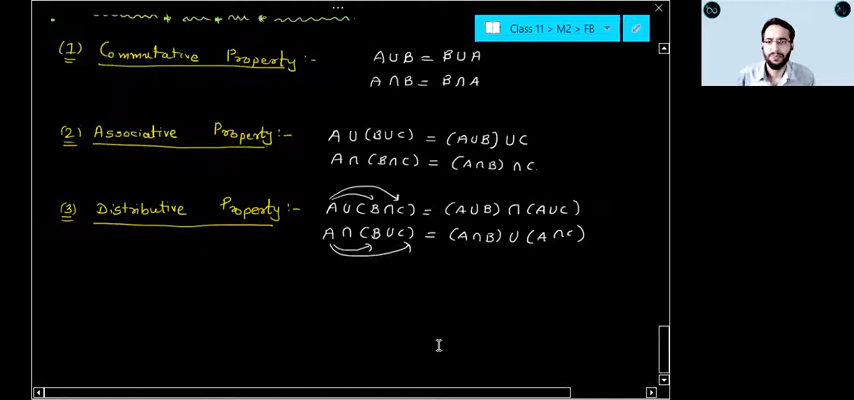 Class 11 > M2 > FB
(1) Commutative Property :- A∪B = B∪A
A∩B = B∩A
(2) Associative Property :- A∪(B∪C) = (A∪B)∪C
A∩(B∩C) = (A∩B)∩C.
(3) Distributive Property :- A∪(B∩C) = (A∪B)∩(A∪C)
A∩(B∪C) = (A∩B)∪(A∩C)